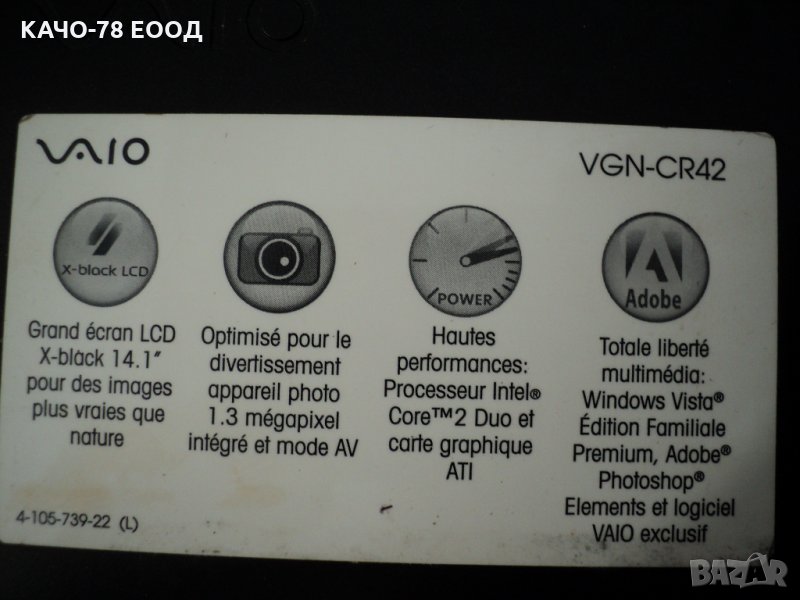 КАЧО-78 ЕООД
VAIO
VAIO
VGN-CR42
X-black LCD
Grand écran LCD
X-black 14.1"
pour des images
plus vraies que
nature
Optimisé pour le
divertissement
appareil photo
1.3 mégapixel
intégré et mode AV
POWER
Hautes
performances:
Processeur Intel®
Core™2 Duo et
carte graphique
ATI
Adobe
Totale liberté
multimédia:
Windows Vista®
Édition Familiale
Premium, Adobe®
Photoshop®
Elements et logiciel
VAIO exclusif
4-105-739-22 (L)
BAZAR